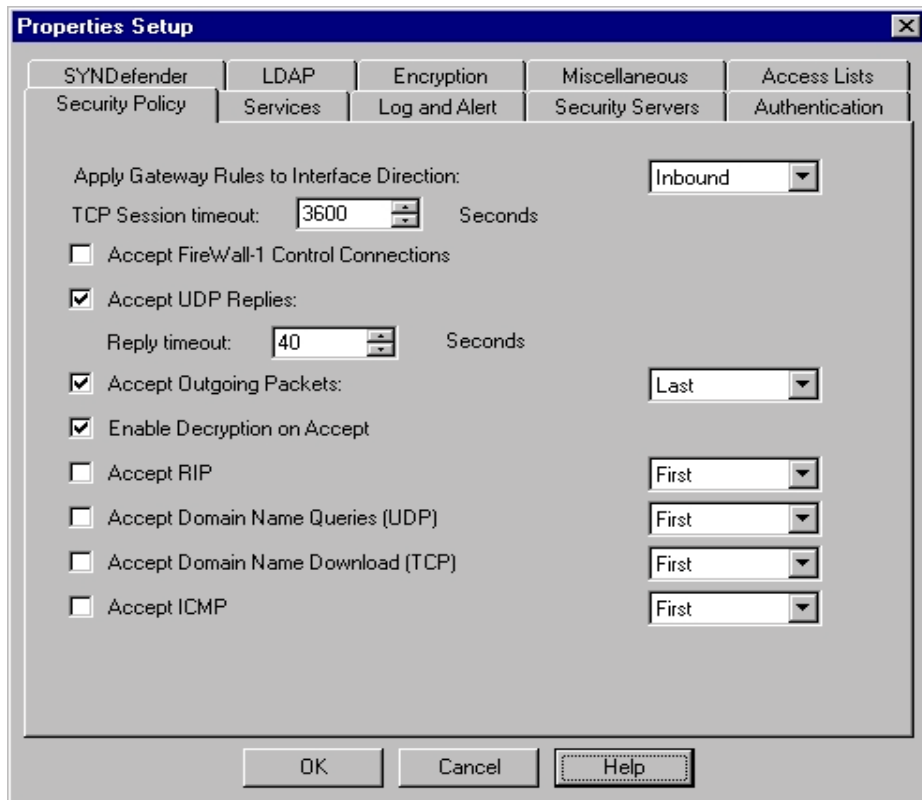 Properties Setup
SYNDefender LDAP Encryption Miscellaneous Access Lists
Security Policy Services Log and Alert Security Servers Authentication
Apply Gateway Rules to Interface Direction: Inbound
TCP Session timeout: 3600 Seconds
Accept FireWall-1 Control Connections
Accept UDP Replies:
Reply timeout: 40 Seconds
Accept Outgoing Packets: Last
Enable Decryption on Accept
Accept RIP First
Accept Domain Name Queries (UDP) First
Accept Domain Name Download (TCP) First
Accept ICMP First
OK Cancel Help